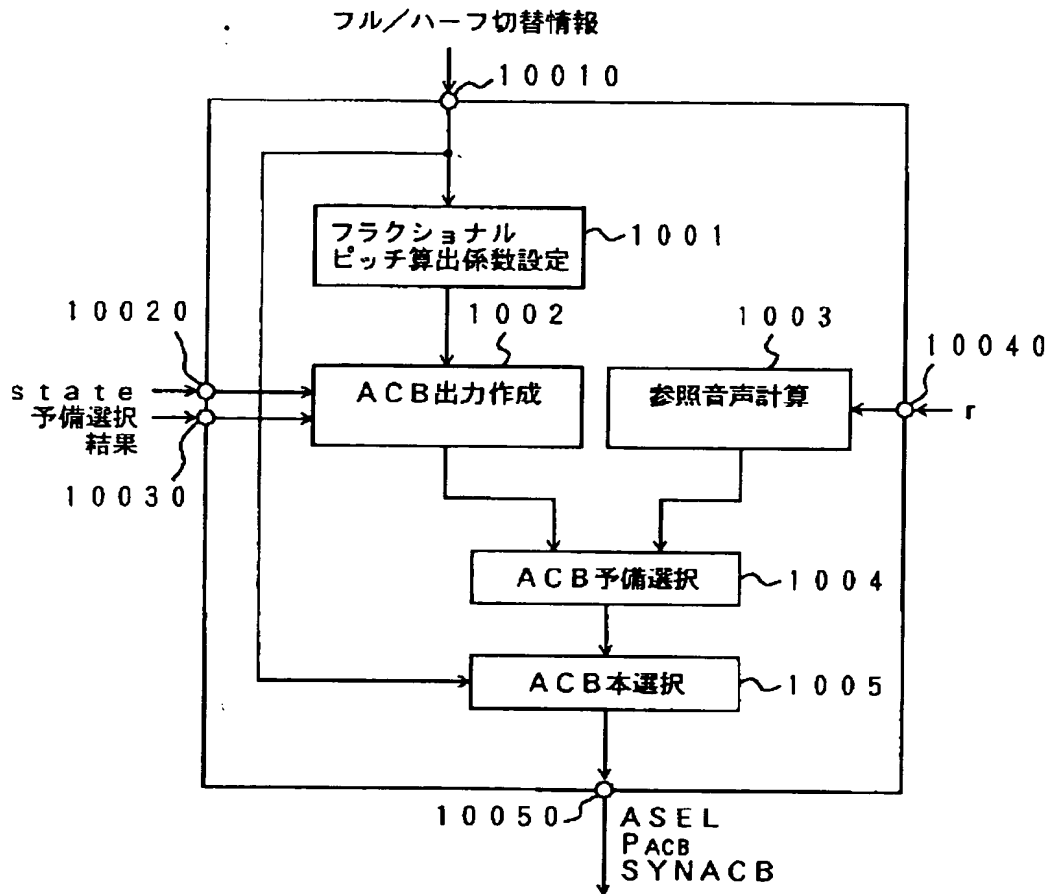 フル／ハーフ切替情報
10010
フラクショナル
ピッチ算出係数設定
1001
10020
1002
1003
10040
state
予備選択
結果
ACB出力作成
参照音声計算
r
10030
ACB予備選択
1004
ACB本選択
1005
10050
ASEL
PACB
SYNACB